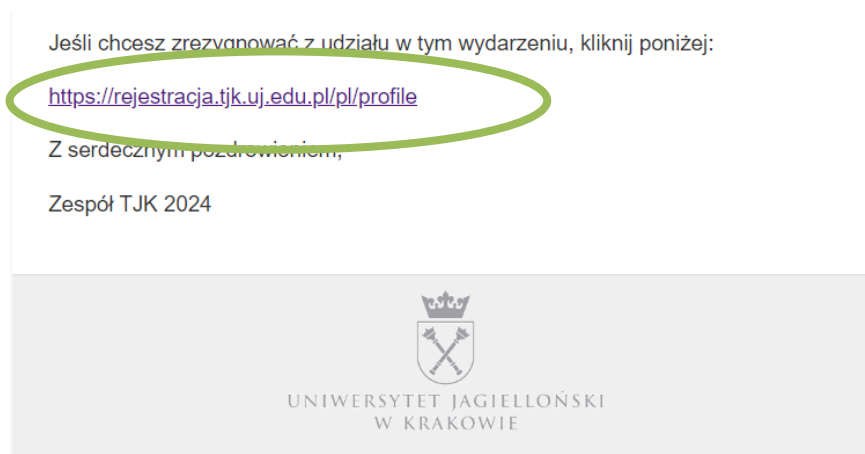 Jeśli chcesz zrezygnować z udziału w tym wydarzeniu, kliknij poniżej:
https://rejestracja.tjk.uj.edu.pl/pl/profile
Z serdecznym pozdrowieniem,
Zespół TJK 2024
UNIWERSYTET JAGIELLOŃSKI
W KRAKOWIE